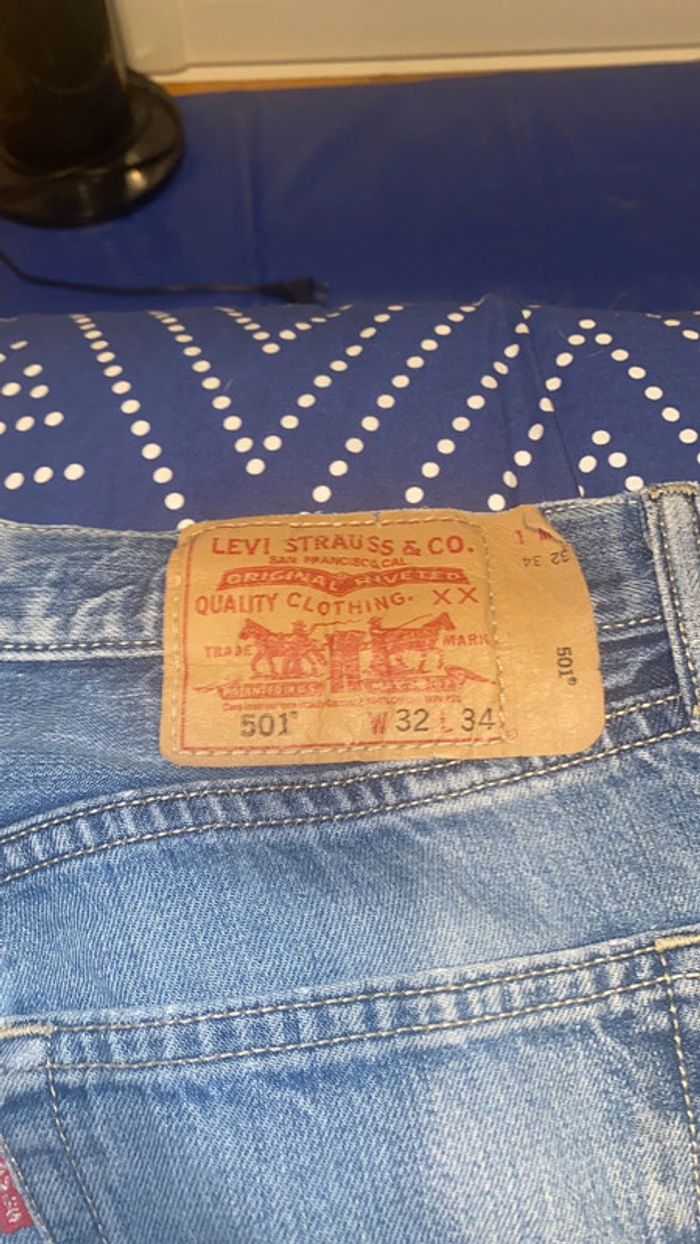 LEVI STRAUSS & CO.
SAN FRANCISCO, CAL.
ORIGINAL RIVETED
QUALITY CLOTHING. XX
TRADE MARK
501® W 32 L 34
®
W L
32 34
501®